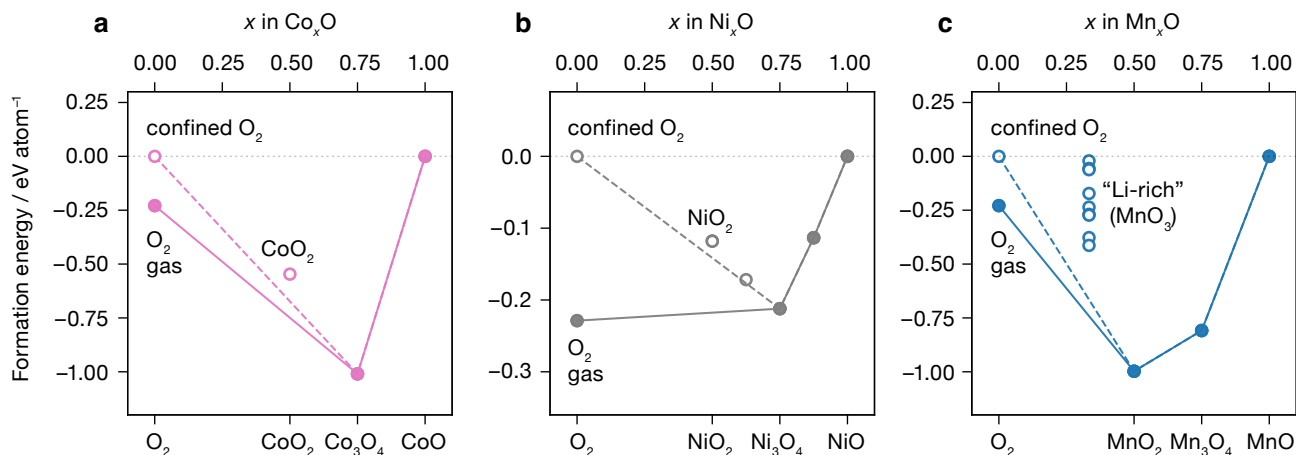 a
x in CoₓO
0.00 0.25 0.50 0.75 1.00
Formation energy / eV atom⁻¹
0.25
0.00
−0.25
−0.50
−0.75
−1.00
confined O₂
O₂
gas
CoO₂
O₂ CoO₂ Co₃O₄ CoO
b
x in NiₓO
0.00 0.25 0.50 0.75 1.00
0.0
−0.1
−0.2
−0.3
confined O₂
NiO₂
O₂
gas
O₂ NiO₂ Ni₃O₄ NiO
c
x in MnₓO
0.00 0.25 0.50 0.75 1.00
0.25
0.00
−0.25
−0.50
−0.75
−1.00
confined O₂
“Li-rich”
(MnO₃)
O₂
gas
O₂ MnO₂ Mn₃O₄ MnO